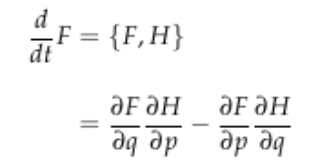 d/dt F = {F, H}
= ∂F/∂q ∂H/∂p − ∂F/∂p ∂H/∂q